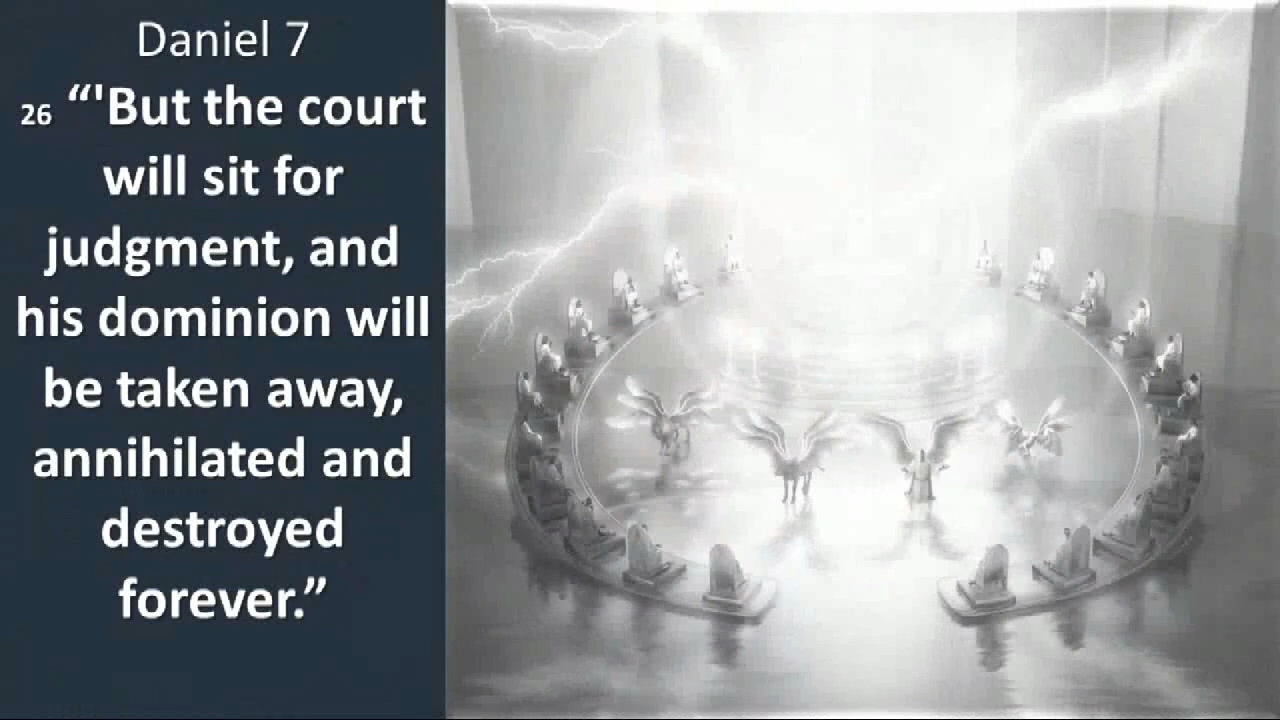 Daniel 7
26 “'But the court
will sit for
judgment, and
his dominion will
be taken away,
annihilated and
destroyed
forever.”